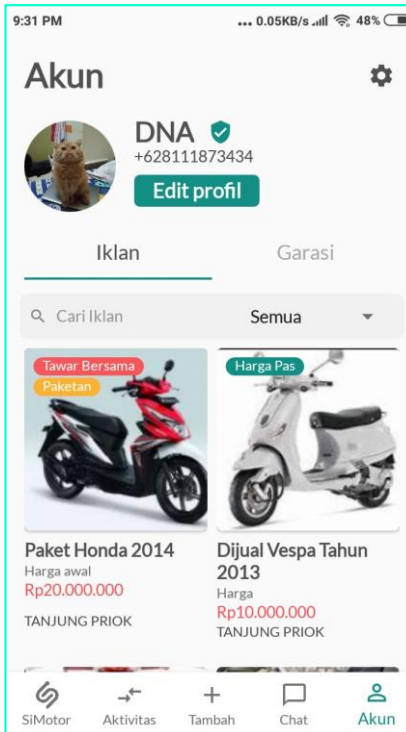 9:31 PM
... 0.05KB/s 48%
Akun
DNA
+628111873434
Edit profil
Iklan
Garasi
Cari Iklan
Semua
Tawar Bersama
Paketan
Harga Pas
Paket Honda 2014
Harga awal
Rp20.000.000
TANJUNG PRIOK
Dijual Vespa Tahun
2013
Harga
Rp10.000.000
TANJUNG PRIOK
SiMotor
Aktivitas
Tambah
Chat
Akun